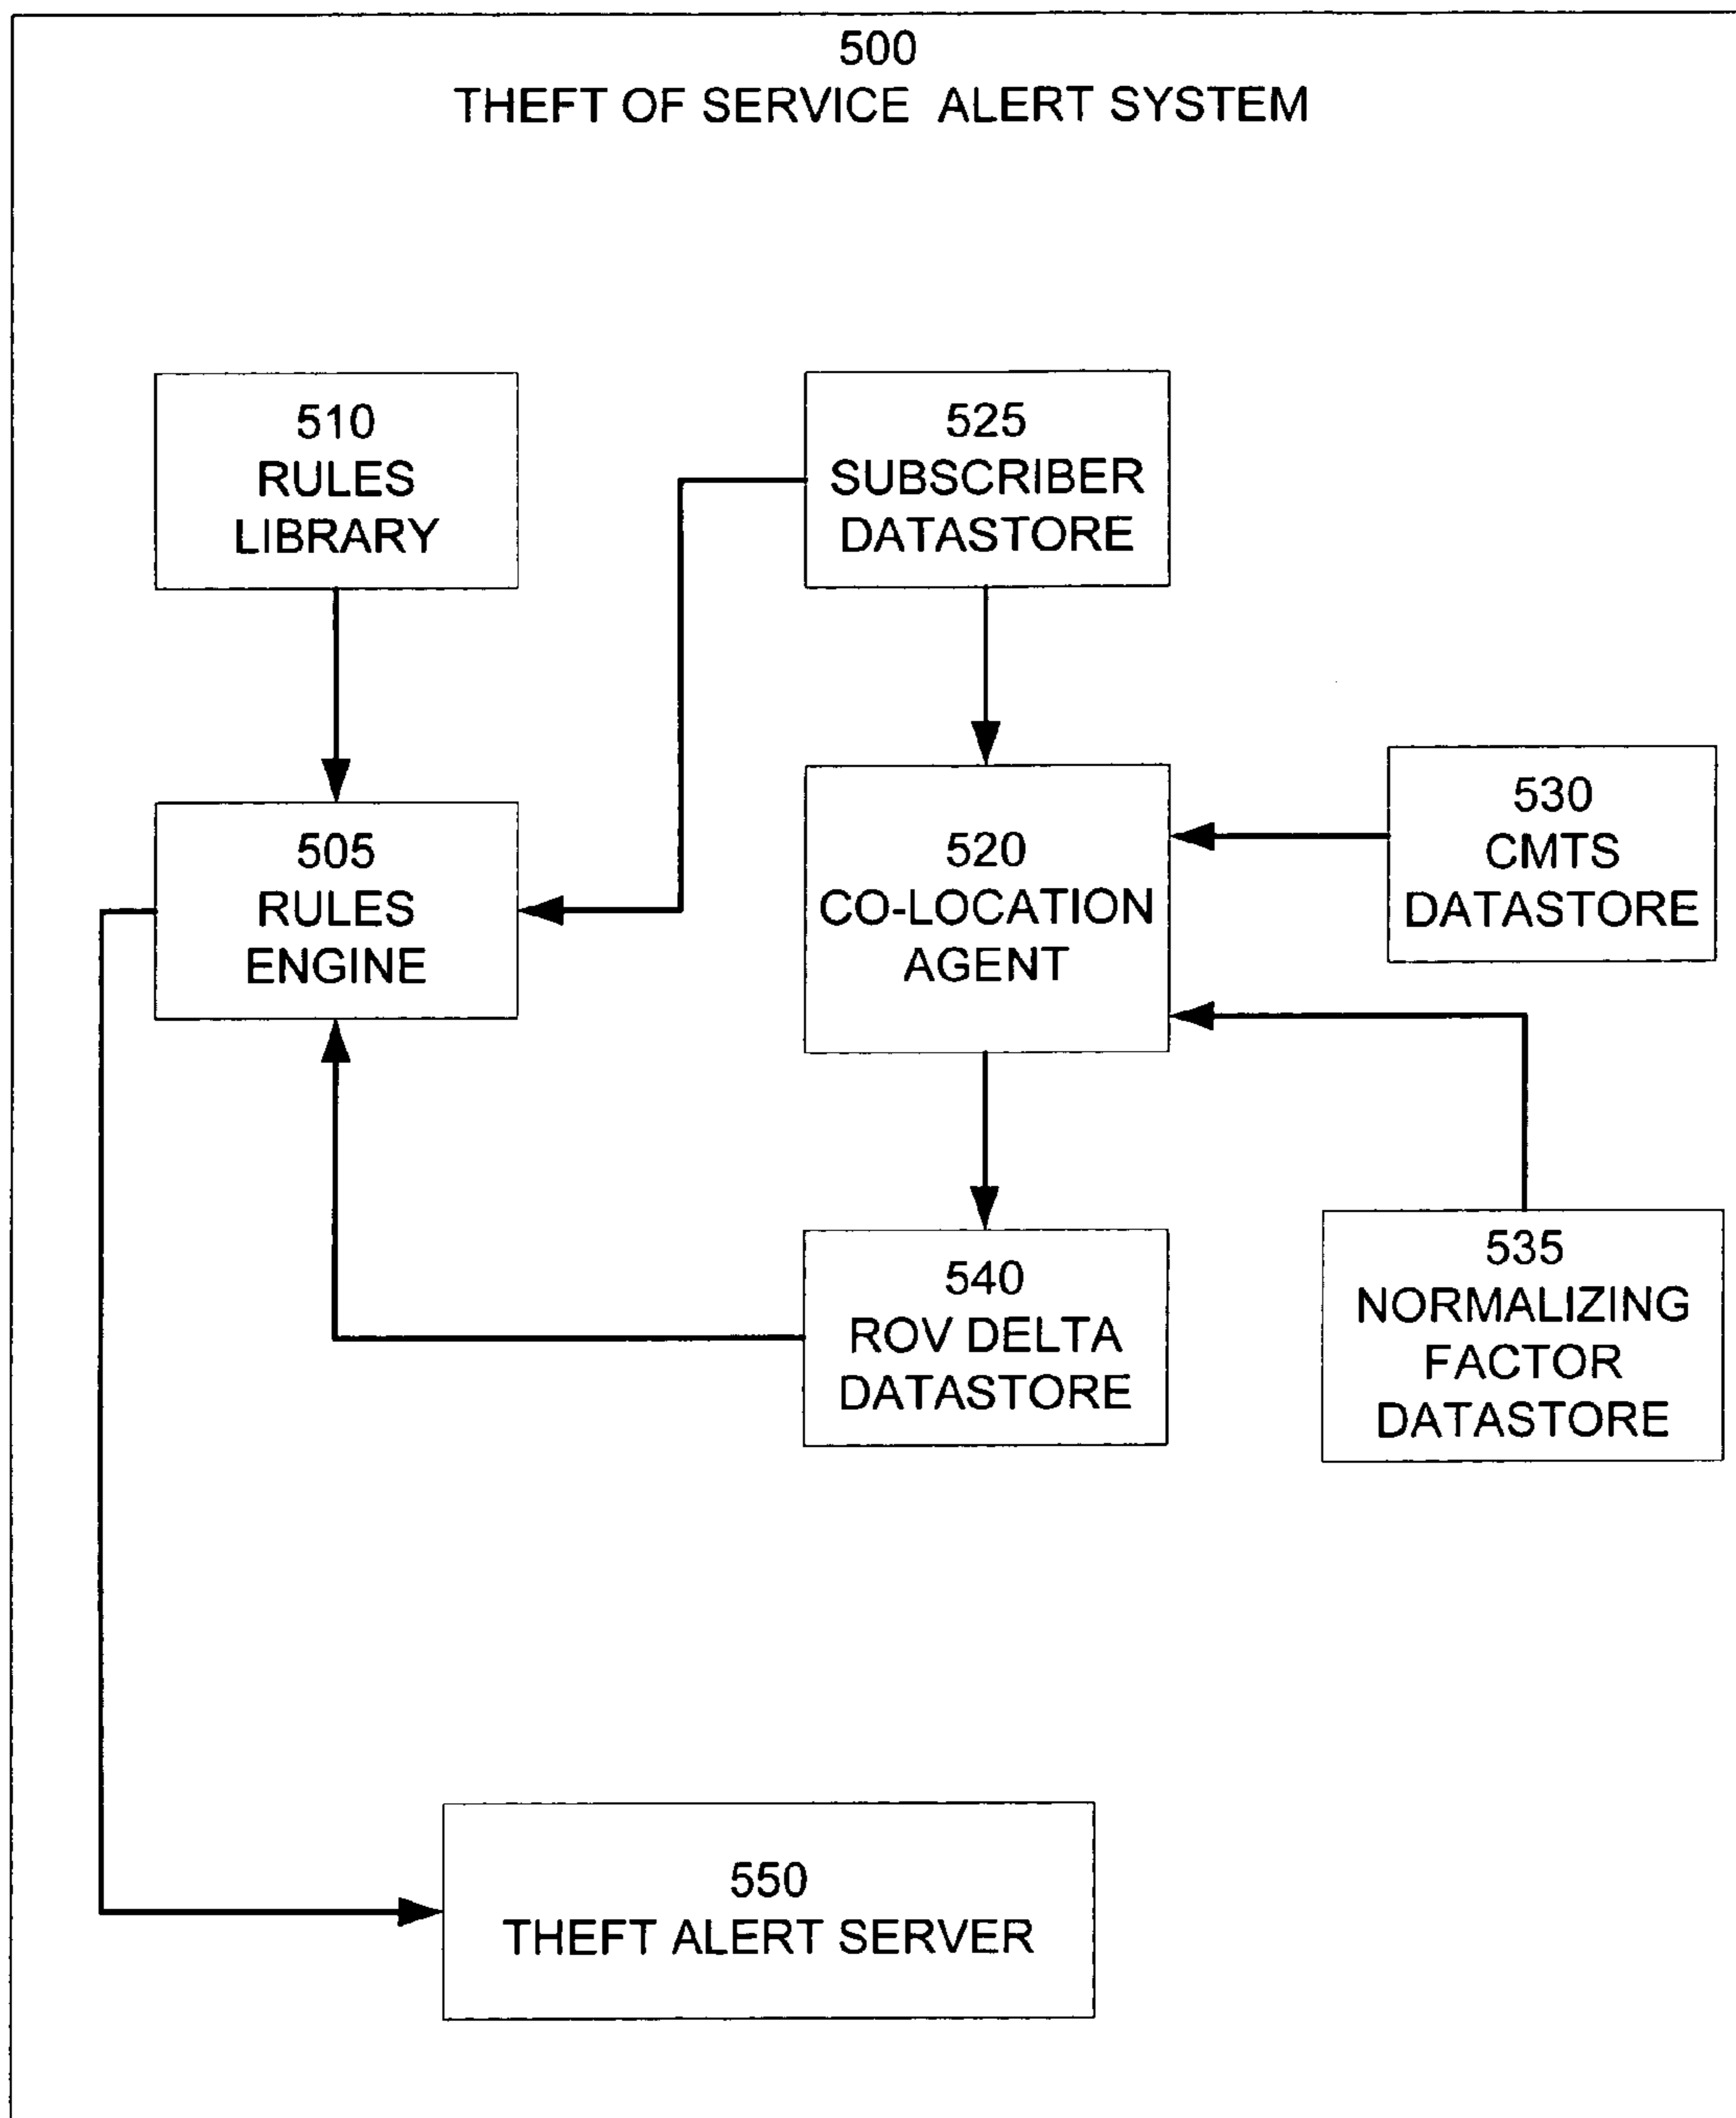 500
THEFT OF SERVICE ALERT SYSTEM
510
RULES
LIBRARY
525
SUBSCRIBER
DATASTORE
505
RULES
ENGINE
520
CO-LOCATION
AGENT
530
CMTS
DATASTORE
540
ROV DELTA
DATASTORE
535
NORMALIZING
FACTOR
DATASTORE
550
THEFT ALERT SERVER